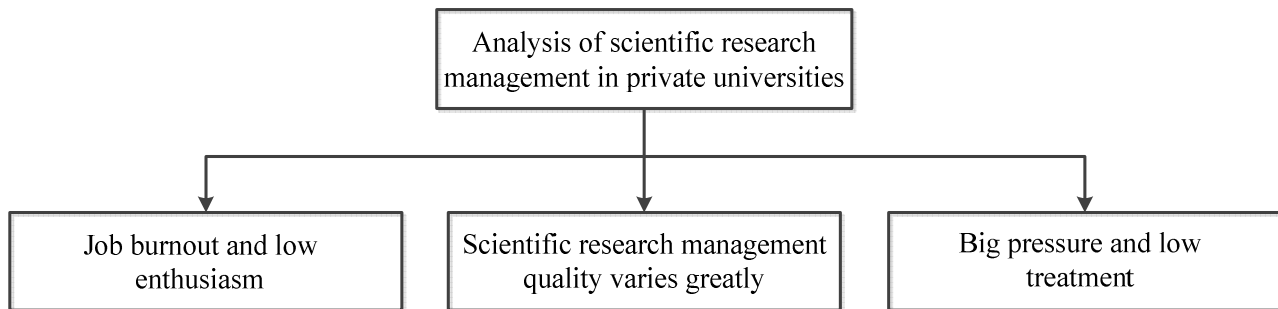 Analysis of scientific research
management in private universities
Job burnout and low
enthusiasm
Scientific research management
quality varies greatly
Big pressure and low
treatment